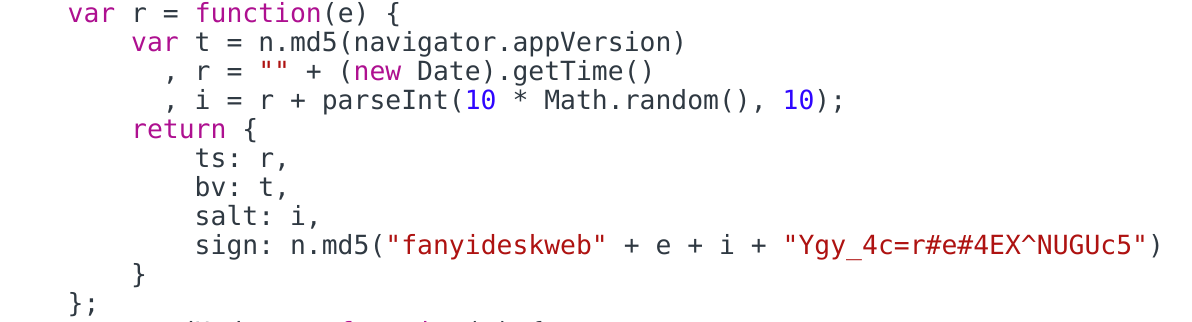 var r = function(e) {
var t = n.md5(navigator.appVersion)
, r = "" + (new Date).getTime()
, i = r + parseInt(10 * Math.random(), 10);
return {
ts: r,
bv: t,
salt: i,
sign: n.md5("fanyideskweb" + e + i + "Ygy_4c=r#e#4EX^NUGUc5")
}
};